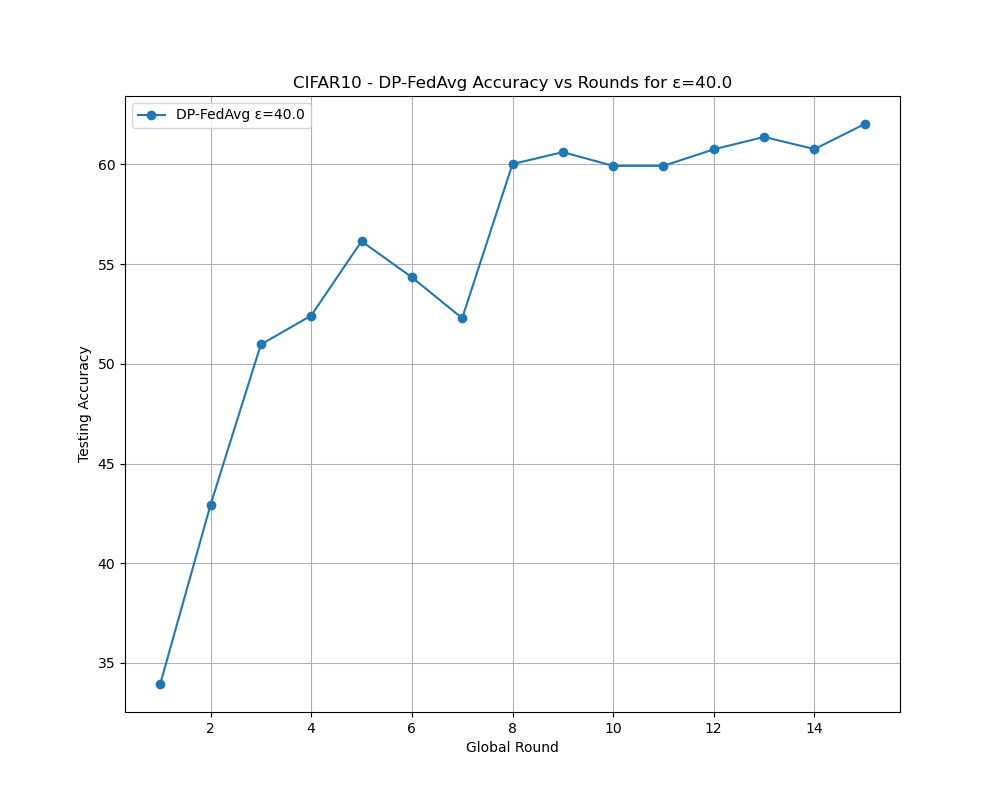 CIFAR10 - DP-FedAvg Accuracy vs Rounds for ε=40.0
DP-FedAvg ε=40.0
Testing Accuracy
60
55
50
45
40
35
2 4 6 8 10 12 14
Global Round